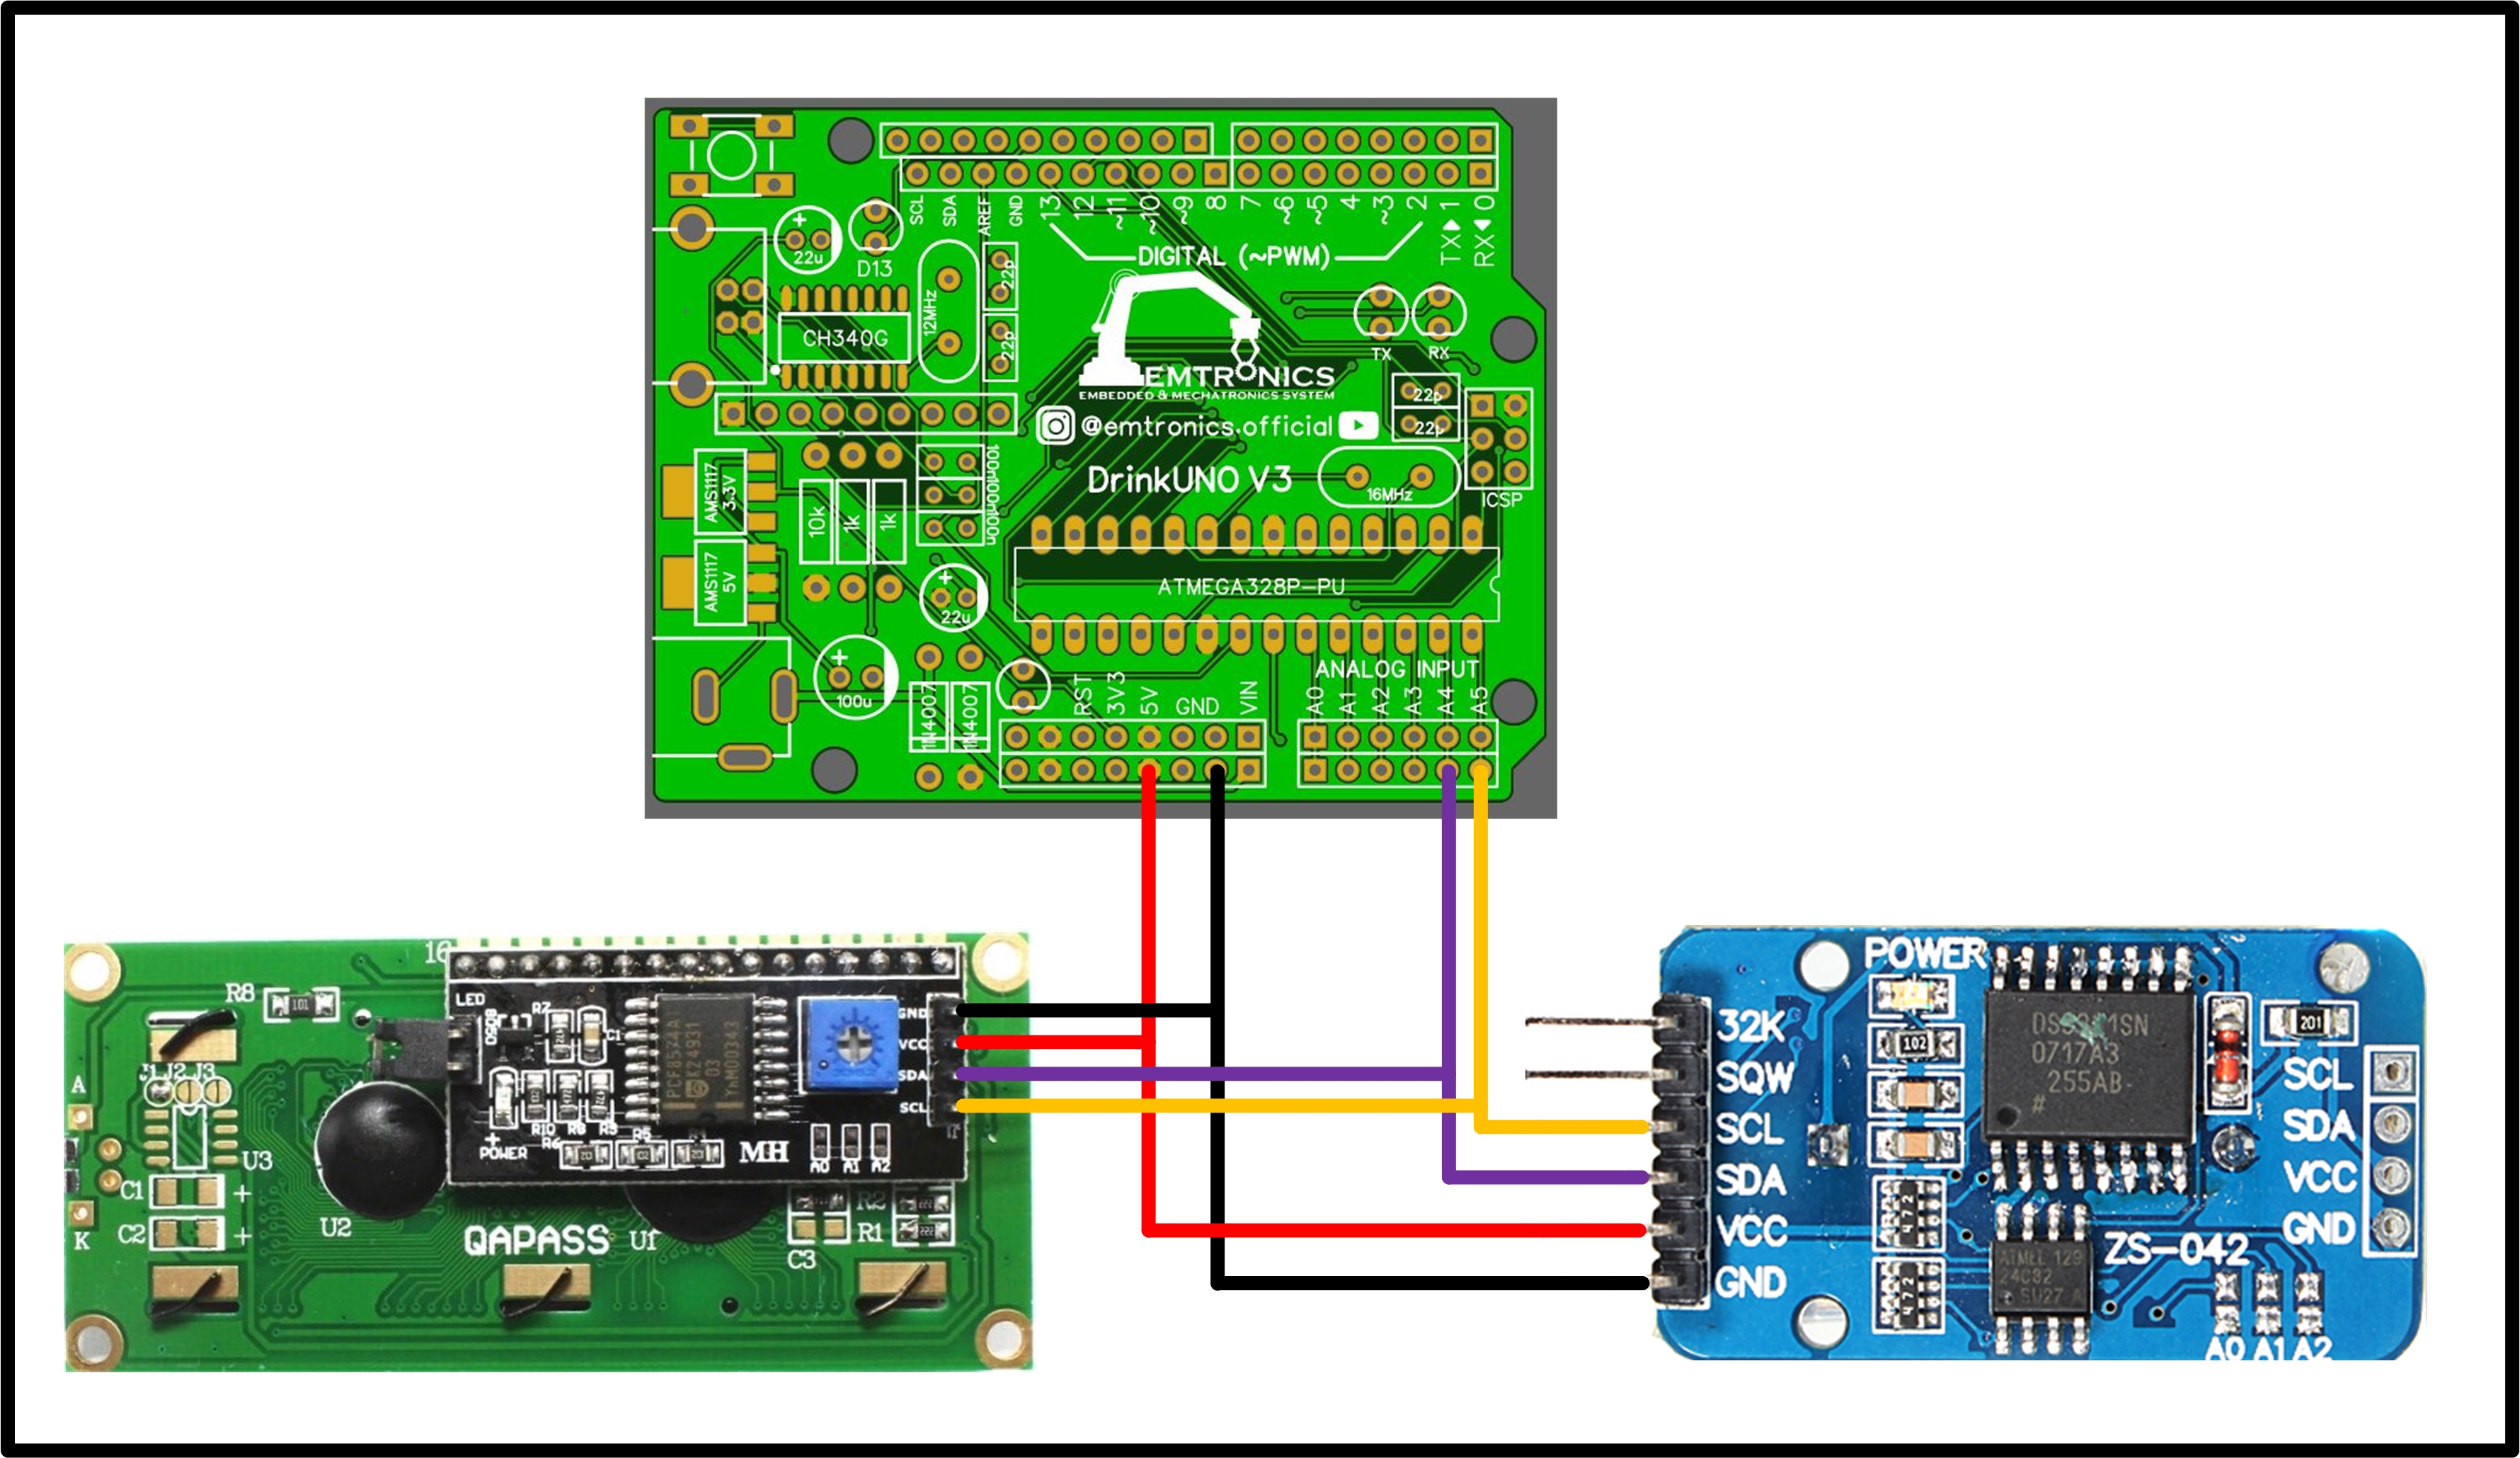 SCL SDA AREF GND 13 12 ~11 ~10 ~9 8 7 ~6 ~5 4 ~3 2 TX▶1 RX◀0
DIGITAL (~PWM)
+
22u
D13
12MHz
22p
22p
CH340G
TX
RX
EMTRONICS
EMBEDDED & MECHATRONICS SYSTEM
@emtronics.official
22p
22p
DrinkUNO V3
16MHz
ICSP
AMS1117
3.3V
AMS1117
5V
10k
1k
1k
100n
100n
100n
ATMEGA328P-PU
+
22u
+
100u
1N4007
1N4007
ANALOG INPUT
RST 3V3 5V GND VIN A0 A1 A2 A3 A4 A5
16
R8
101
LED
R7
C1
GND
VCC
SDA
SCL
J1 J2 J3
A
K
U3
C1 +
C2 +
U2
R10
R6
+
POWER
R5
MH
A0 A1 A2
QAPASS
U1
C3
R2
R1
POWER
32K
SQW
SCL
SDA
VCC
GND
102
472
472
0717A3
255AB
#
201
SCL
SDA
VCC
GND
ZS-042
A0 A1 A2